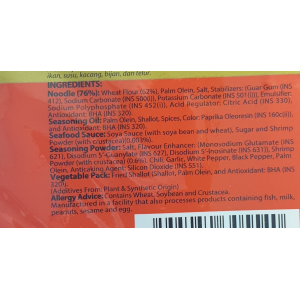 ikan, susu, kacang, hijan, dan telur.
INGREDIENTS:
Noodle (76%): Wheat Flour (62%), Palm Olein, Salt, Stabilizers: (Guar Gum (INS
412), Sodium Carbonate (INS 500(i)), Potassium Carbonate (INS 501(i)), Emulsifier:
Sodium Polyphosphate (INS 452(i)), Acid Regulator: Citric Acid (INS 330),
Antioxidant: BHA (INS 320).
Seasoning Oil: Palm Olein, Shallot, Spices, Color: Paprika Oleoresin (INS 160c(i)),
and Antioxidant: BHA (INS 320).
Seafood Sauce: Soya Sauce (with soya bean and wheat), Sugar, and Shrimp
Powder (with crustacea)
Seasoning Powder: Salt, Flavour Enhancer (Monosodium Glutamate (INS
621), Disodium 5'-Guanylate (INS 627), Disodium 5'-Inosinate (INS 631)), Shrimp
Powder (with crustacea) (0.6%), Chili, Garlic, White Pepper, Black Pepper, Palm
Olein, Anticaking Agent: Silicon Dioxide (INS 551).
Vegetable Pack: Fried Shallot (Shallot, Palm Olein, and Antioxidant: BHA (INS
320).
(Additives From: Plant & Synthetic Origin)
Allergy Advice: Contains Wheat, Soybean and Crustacea.
Manufactured in a facility that also processes products containing fish, milk,
peanuts, sesame and egg.